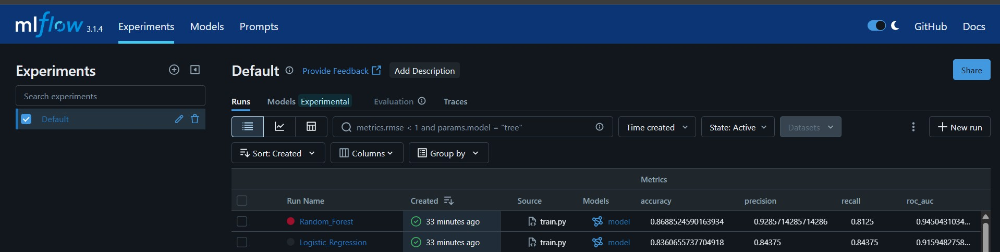 mlflow 3.1.4 Experiments Models Prompts GitHub Docs
Experiments
Search experiments
Default
Default Provide Feedback Add Description Share
Runs Models Experimental Evaluation Traces
metrics.rmse < 1 and params.model = "tree" Time created State: Active Datasets New run
Sort: Created Columns Group by
Metrics
Run Name Created Source Models accuracy precision recall roc_auc
Random_Forest 33 minutes ago train.py model 0.8688524590163934 0.9285714285714286 0.8125 0.9450431034...
Logistic_Regression 33 minutes ago train.py model 0.8360655737704918 0.84375 0.84375 0.9159482758...